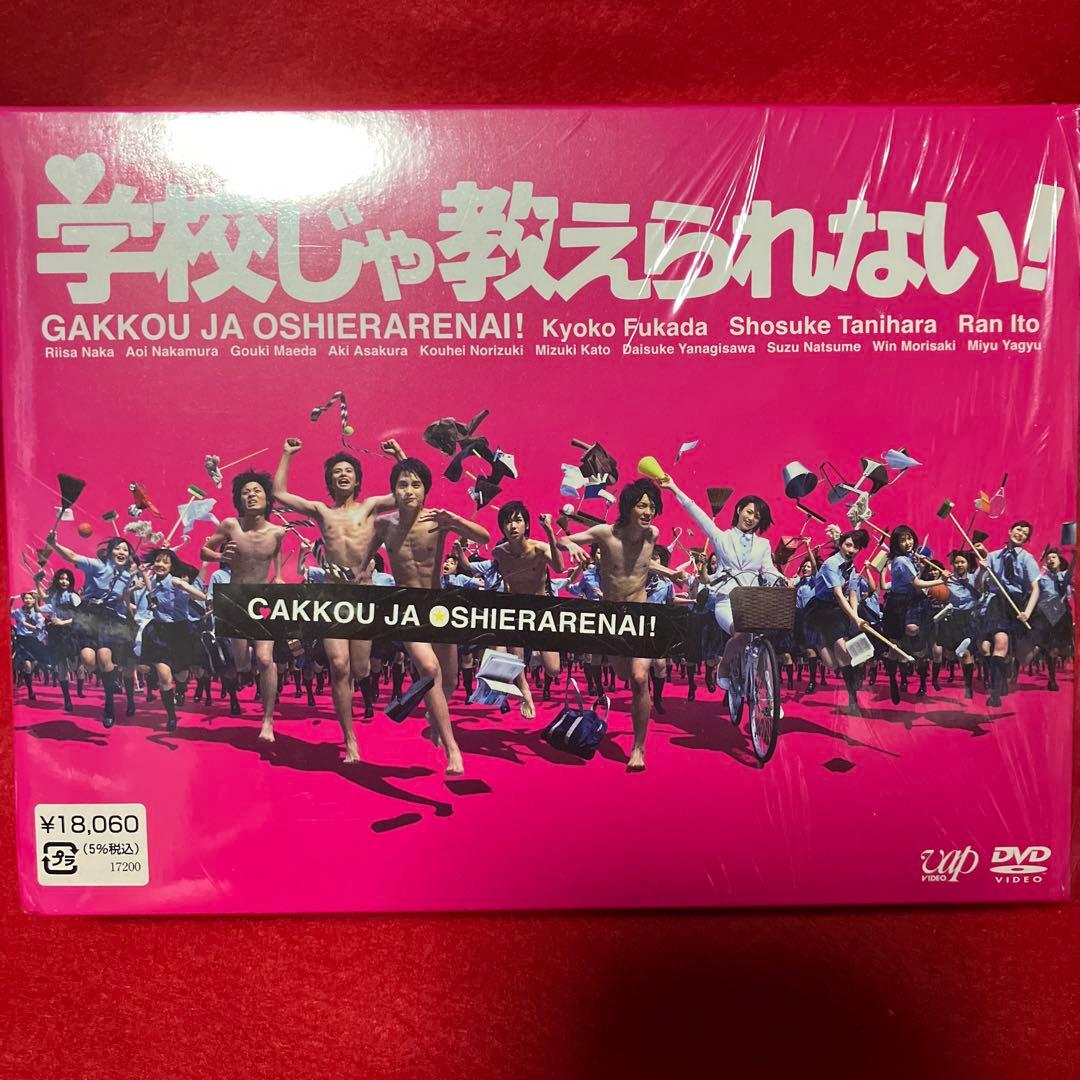 学校じゃ教えられない!
GAKKOU JA OSHIERARENAI! Kyoko Fukada Shosuke Tanihara Ran Ito
Riisa Naka Aoi Nakamura Gouki Maeda Aki Asakura Kouhei Norizuki Mizuki Kato Daisuke Yanagisawa Suzu Natsume Win Morisaki Miyu Yagyu
GAKKOU JA OSHIERARENAI!
¥18,060
プラ (5%税込)
17200
vap VIDEO
DVD VIDEO